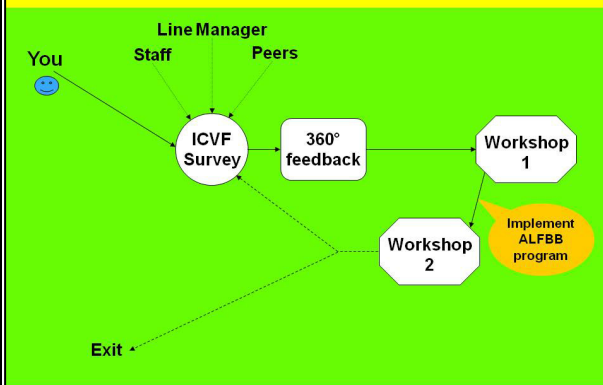 Line Manager
You
Staff
Peers
ICVF
Survey
360°
feedback
Workshop
1
Implement
ALFBB
program
Workshop
2
Exit